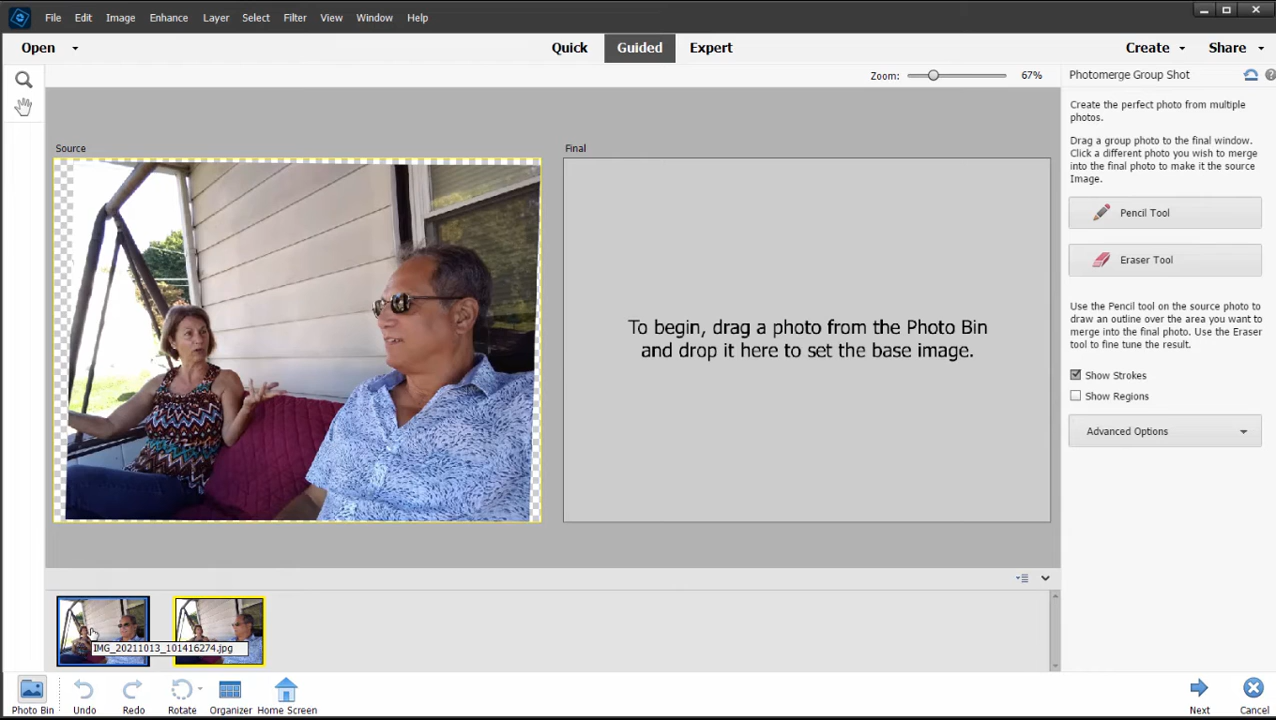 File Edit Image Enhance Layer Select Filter View Window Help
Open Quick Guided Expert Create Share
Zoom: 67%
Photomerge Group Shot
Create the perfect photo from multiple
photos.
Drag a group photo to the final window.
Click a different photo you wish to merge
into the final photo to make it the source
Image.
Pencil Tool
Eraser Tool
Use the Pencil tool on the source photo to
draw an outline over the area you want to
merge into the final photo. Use the Eraser
tool to fine tune the result.
Show Strokes
Show Regions
Advanced Options
Source
Final
To begin, drag a photo from the Photo Bin
and drop it here to set the base image.
IMG_20211013_101416274.jpg
Photo Bin Undo Redo Rotate Organizer Home Screen Next Cancel